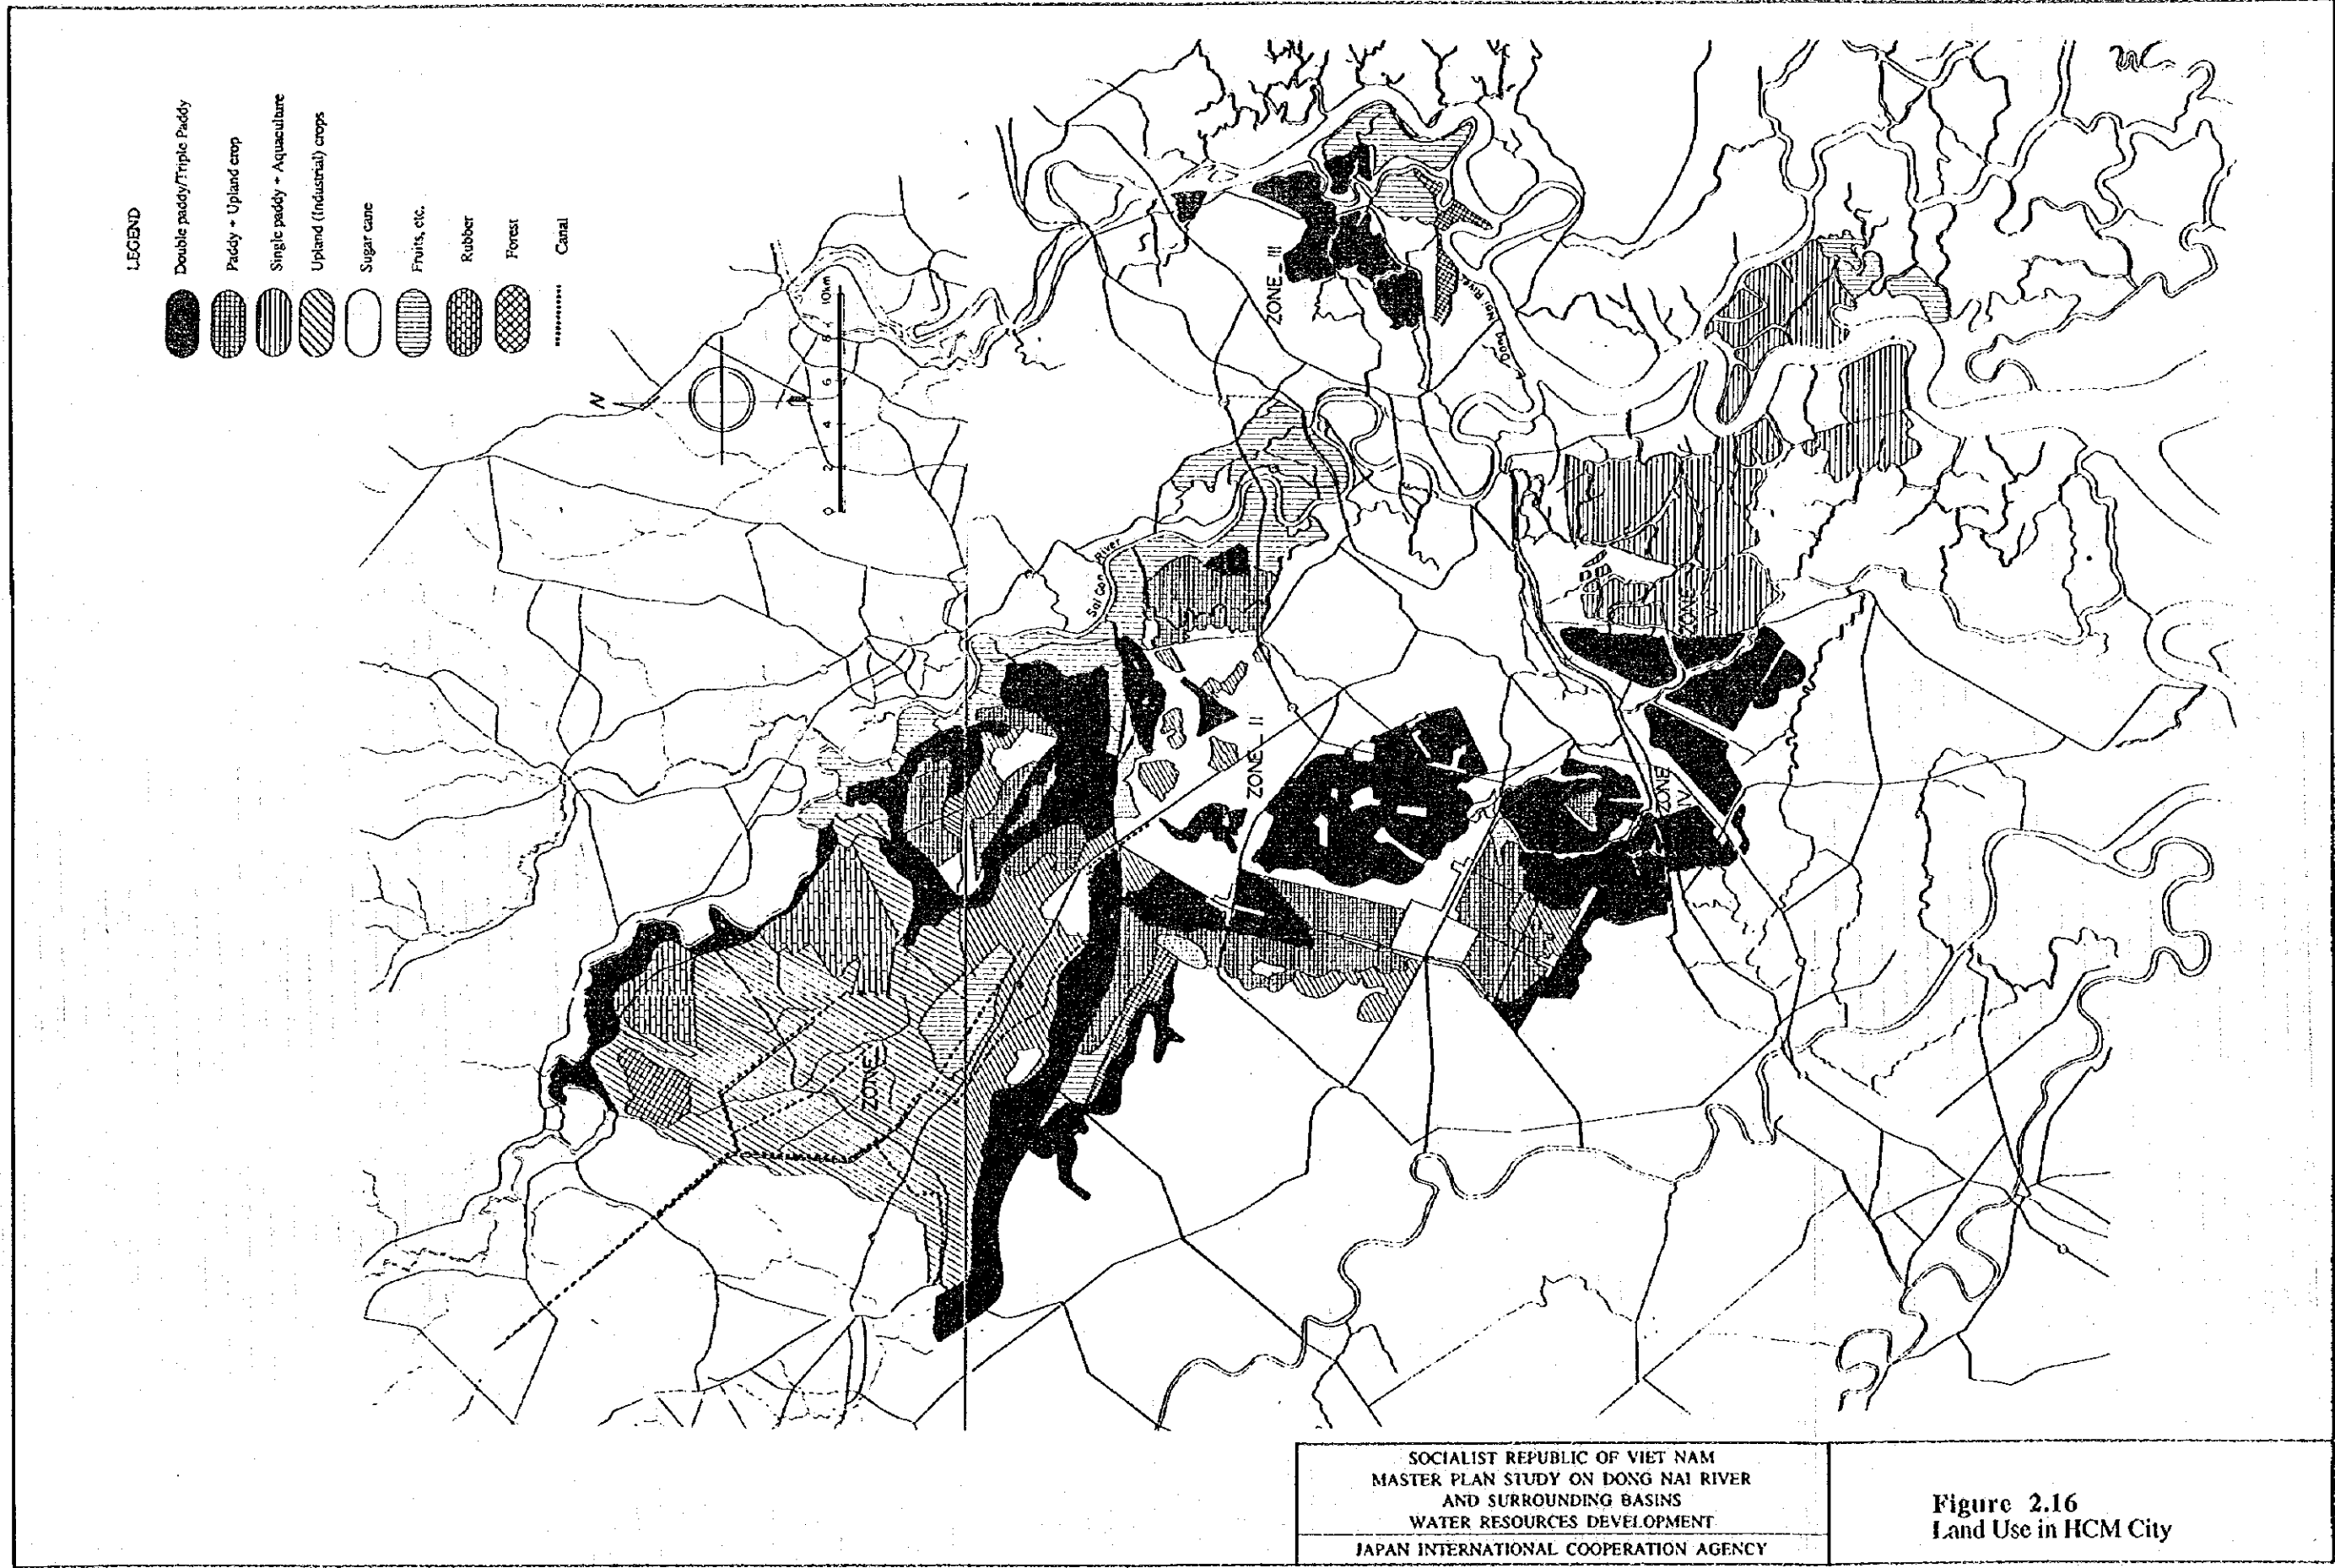 LEGEND
Double paddy/Triple Paddy
Paddy + Upland crop
Single paddy + Aquaculture
Upland (Industrial) crops
Sugar cane
Fruits, etc.
Rubber
Forest
Canal
N
0 2 4 6 8 10km
ZONE_III
Dong Nai River
Sai Gon River
ZONE_II
ZONE_I
ZONE IV
ZONE V
SOCIALIST REPUBLIC OF VIET NAM
MASTER PLAN STUDY ON DONG NAI RIVER
AND SURROUNDING BASINS
WATER RESOURCES DEVELOPMENT
JAPAN INTERNATIONAL COOPERATION AGENCY
Figure 2.16
Land Use in HCM City